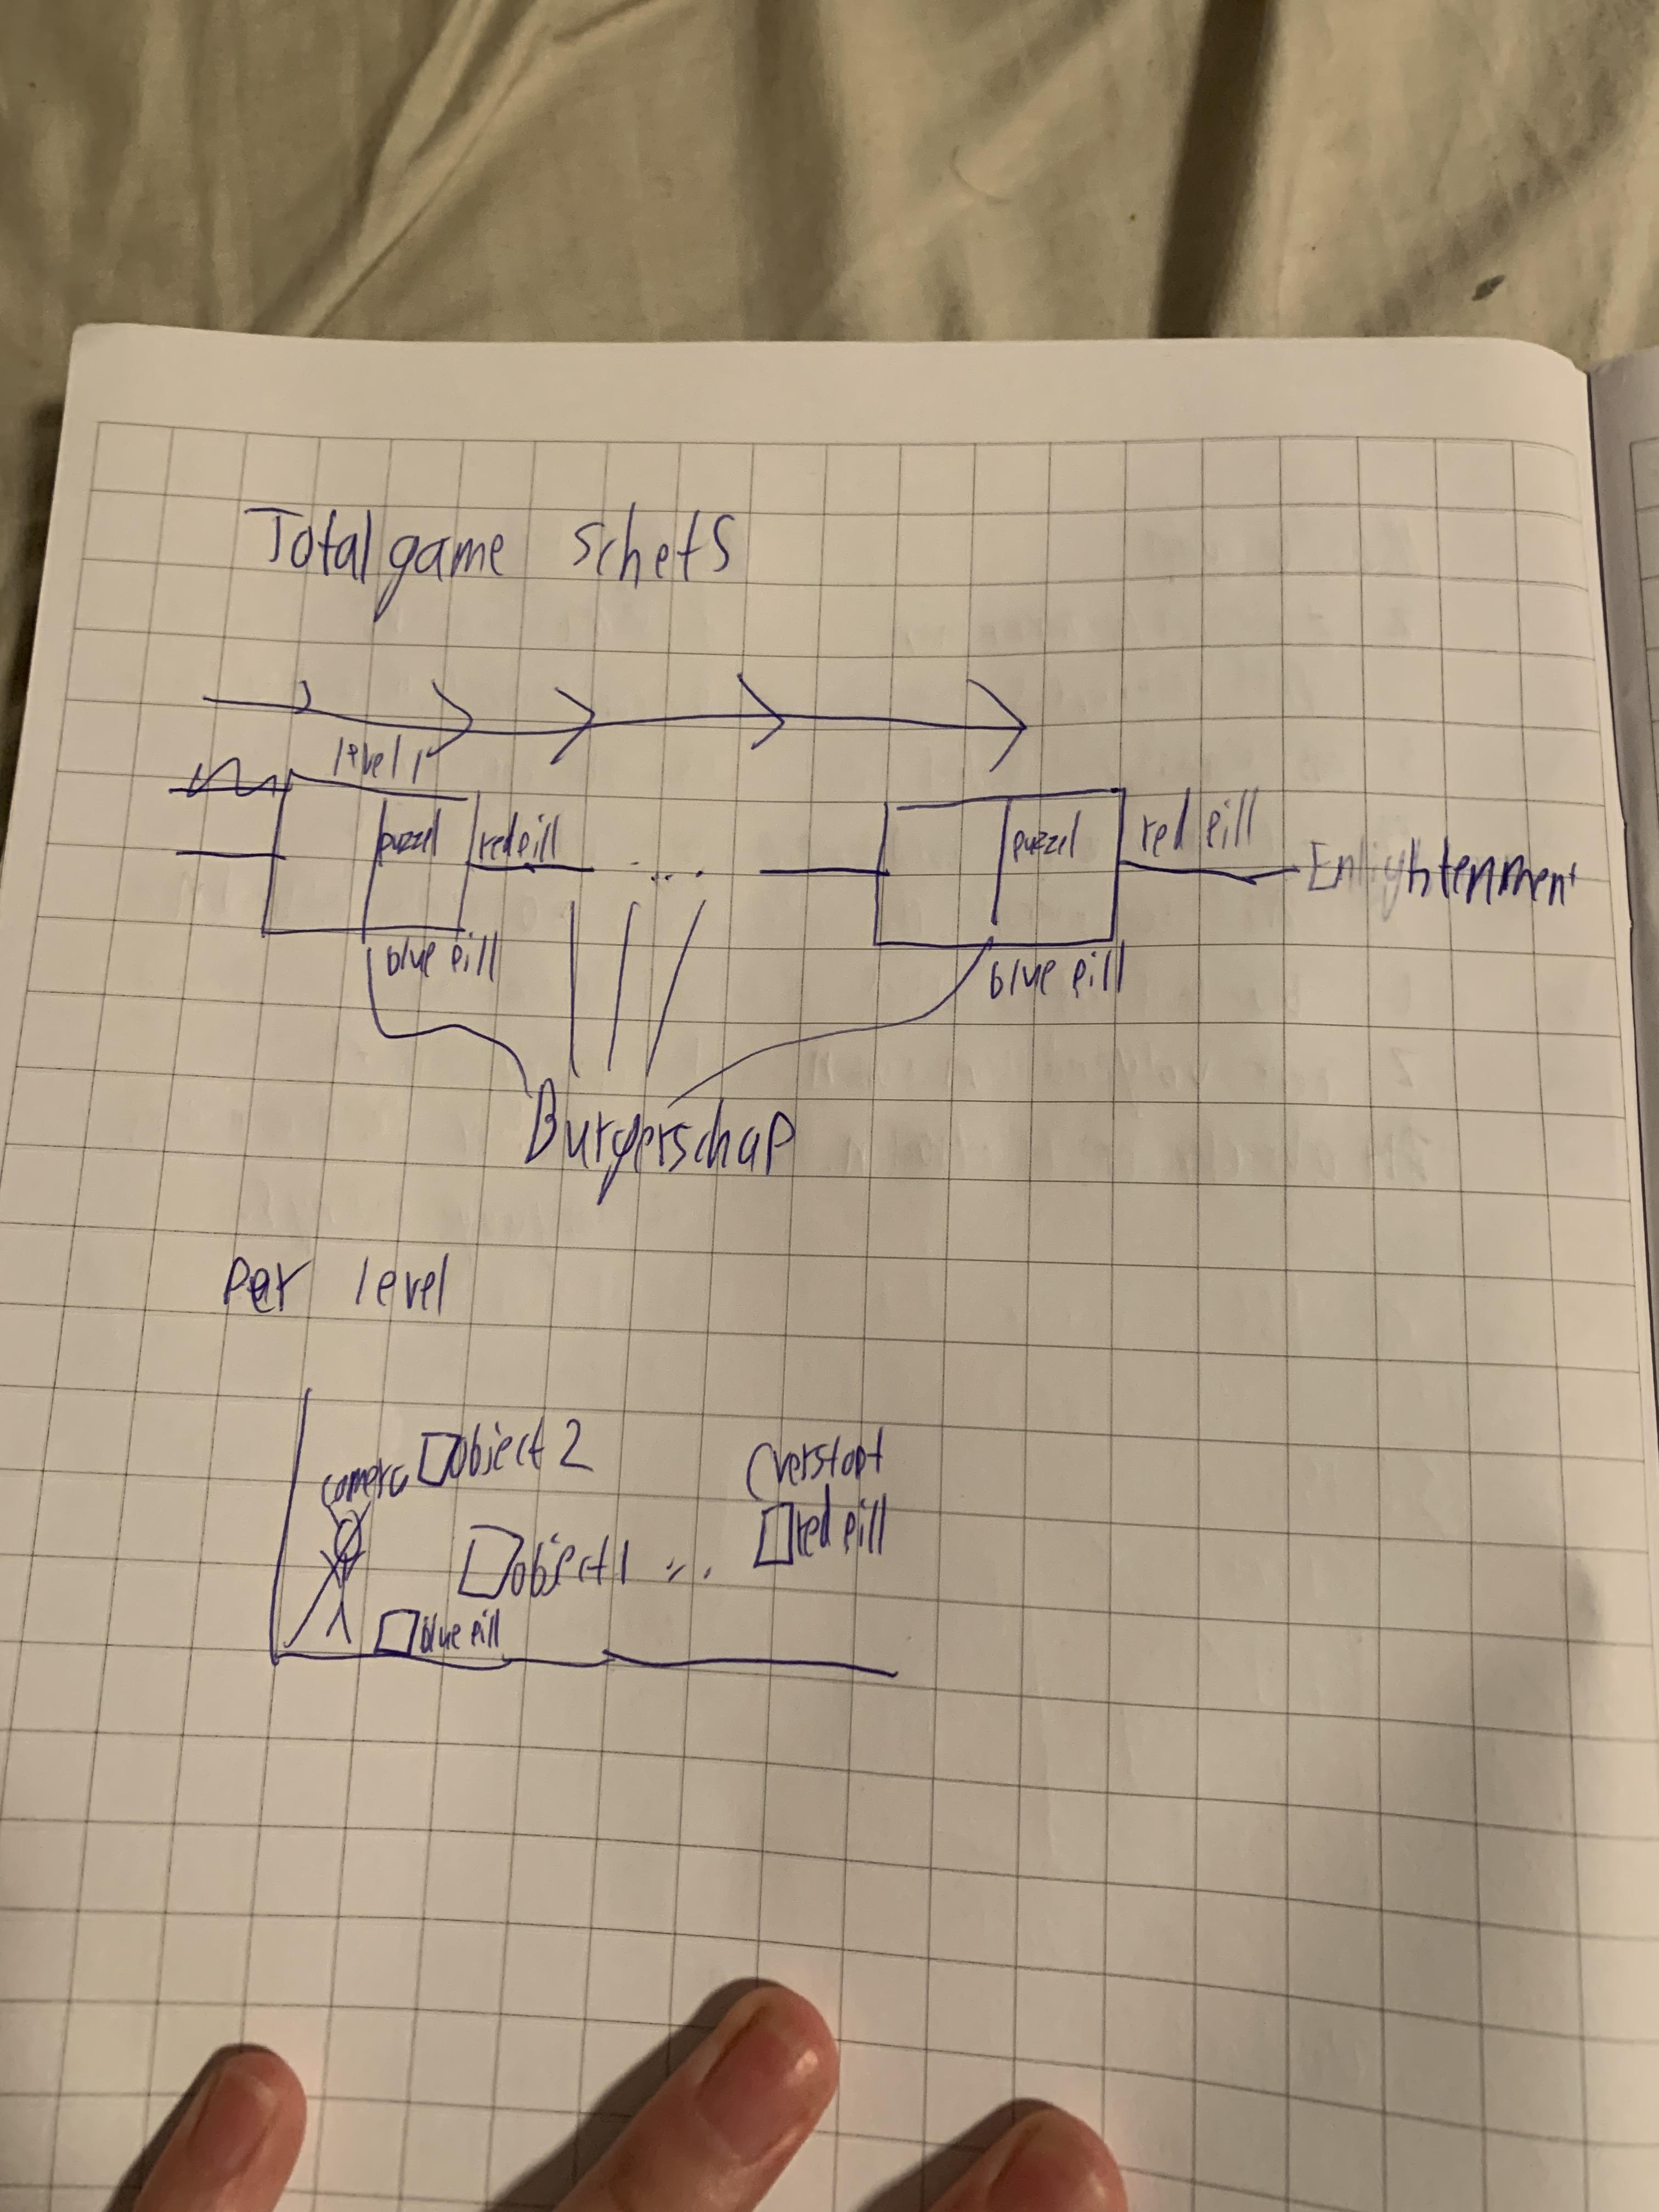 Total game schets
level 1
puzzel red pill ... puzzel red pill Enlightenment
blue pill blue pill
Burgerschap
Per level
camera object 2 verstopt
object 1 ... red pill
blue pill